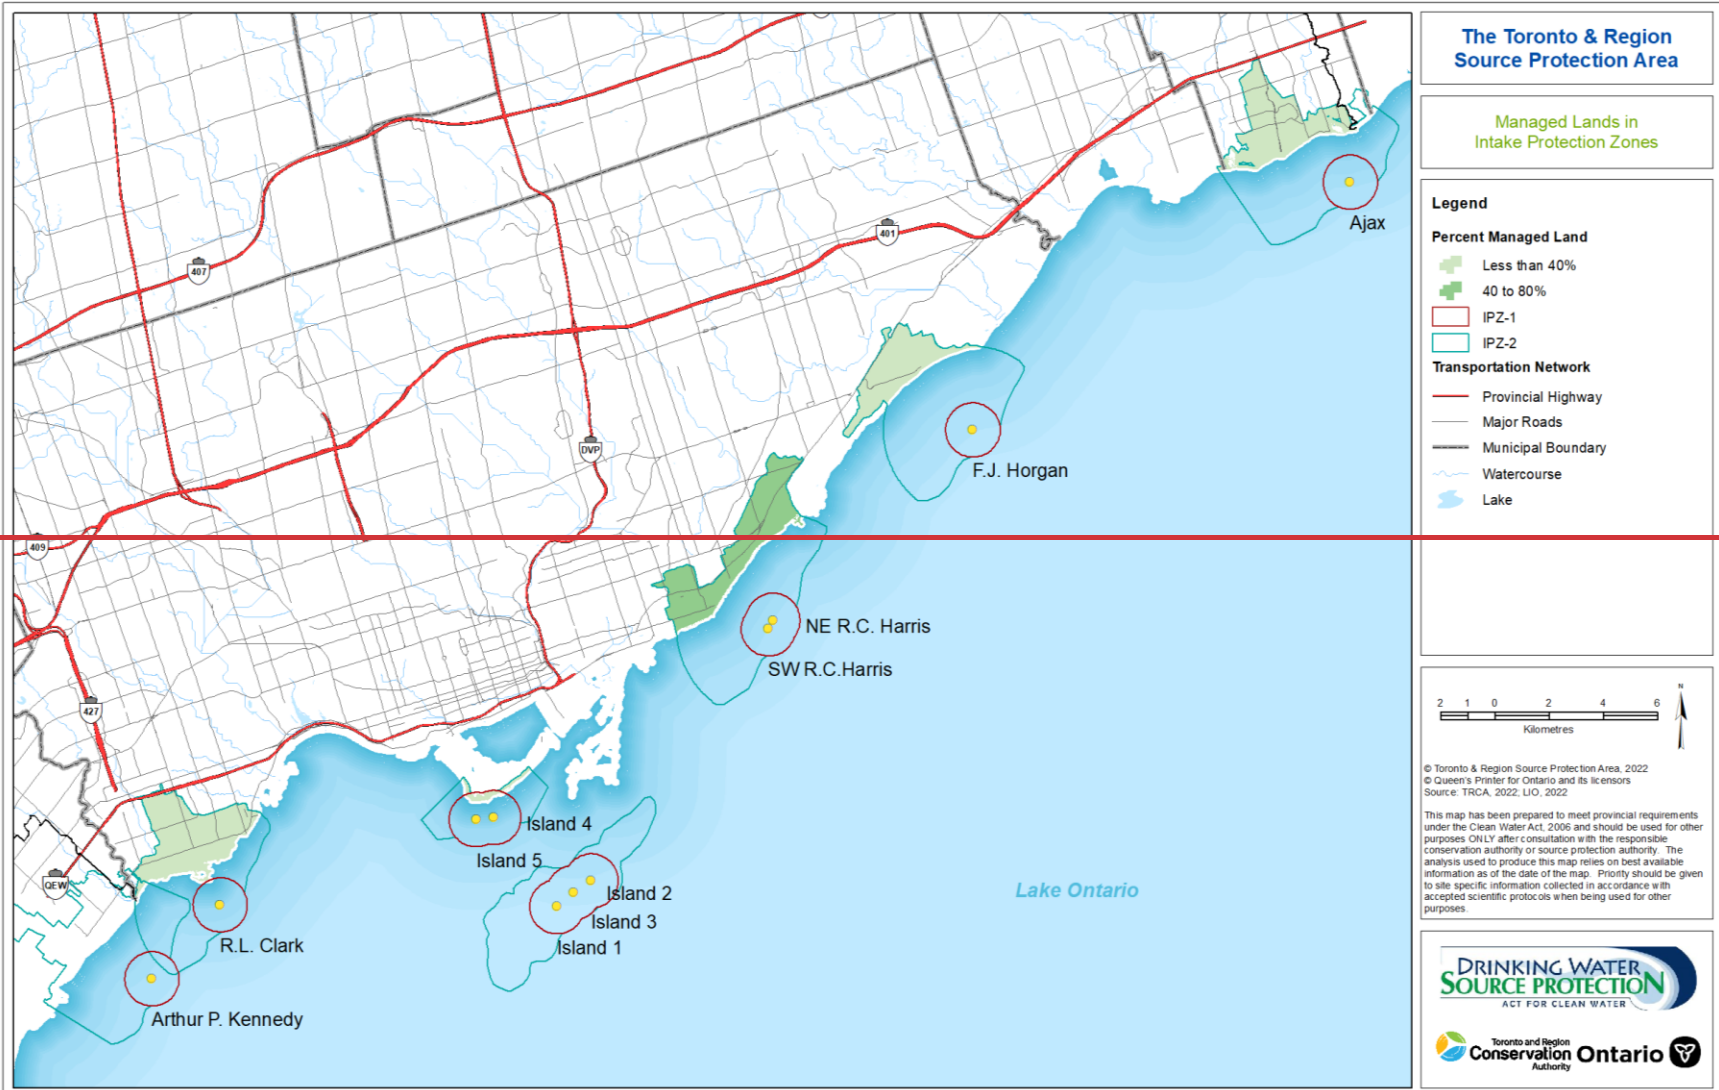 The Toronto & Region
Source Protection Area
Managed Lands in
Intake Protection Zones
Legend
Percent Managed Land
Less than 40%
40 to 80%
IPZ-1
IPZ-2
Transportation Network
Provincial Highway
Major Roads
Municipal Boundary
Watercourse
Lake
407
401
DVP
409
427
QEW
Ajax
F.J. Horgan
NE R.C. Harris
SW R.C.Harris
Island 4
Island 5
Island 2
Island 3
Island 1
R.L. Clark
Arthur P. Kennedy
Lake Ontario
2 1 0 2 4 6
Kilometres
N
© Toronto & Region Source Protection Area, 2022
© Queen's Printer for Ontario and its licensors
Source: TRCA, 2022; LIO, 2022
This map has been prepared to meet provincial requirements
under the Clean Water Act, 2006 and should be used for other
purposes ONLY after consultation with the responsible
conservation authority or source protection authority. The
analysis used to produce this map relies on best available
information as of the date of the map. Priority should be given
to site specific information collected in accordance with
accepted scientific protocols when being used for other
purposes.
DRINKING WATER
SOURCE PROTECTION
ACT FOR CLEAN WATER
Toronto and Region
Conservation
Authority
Ontario